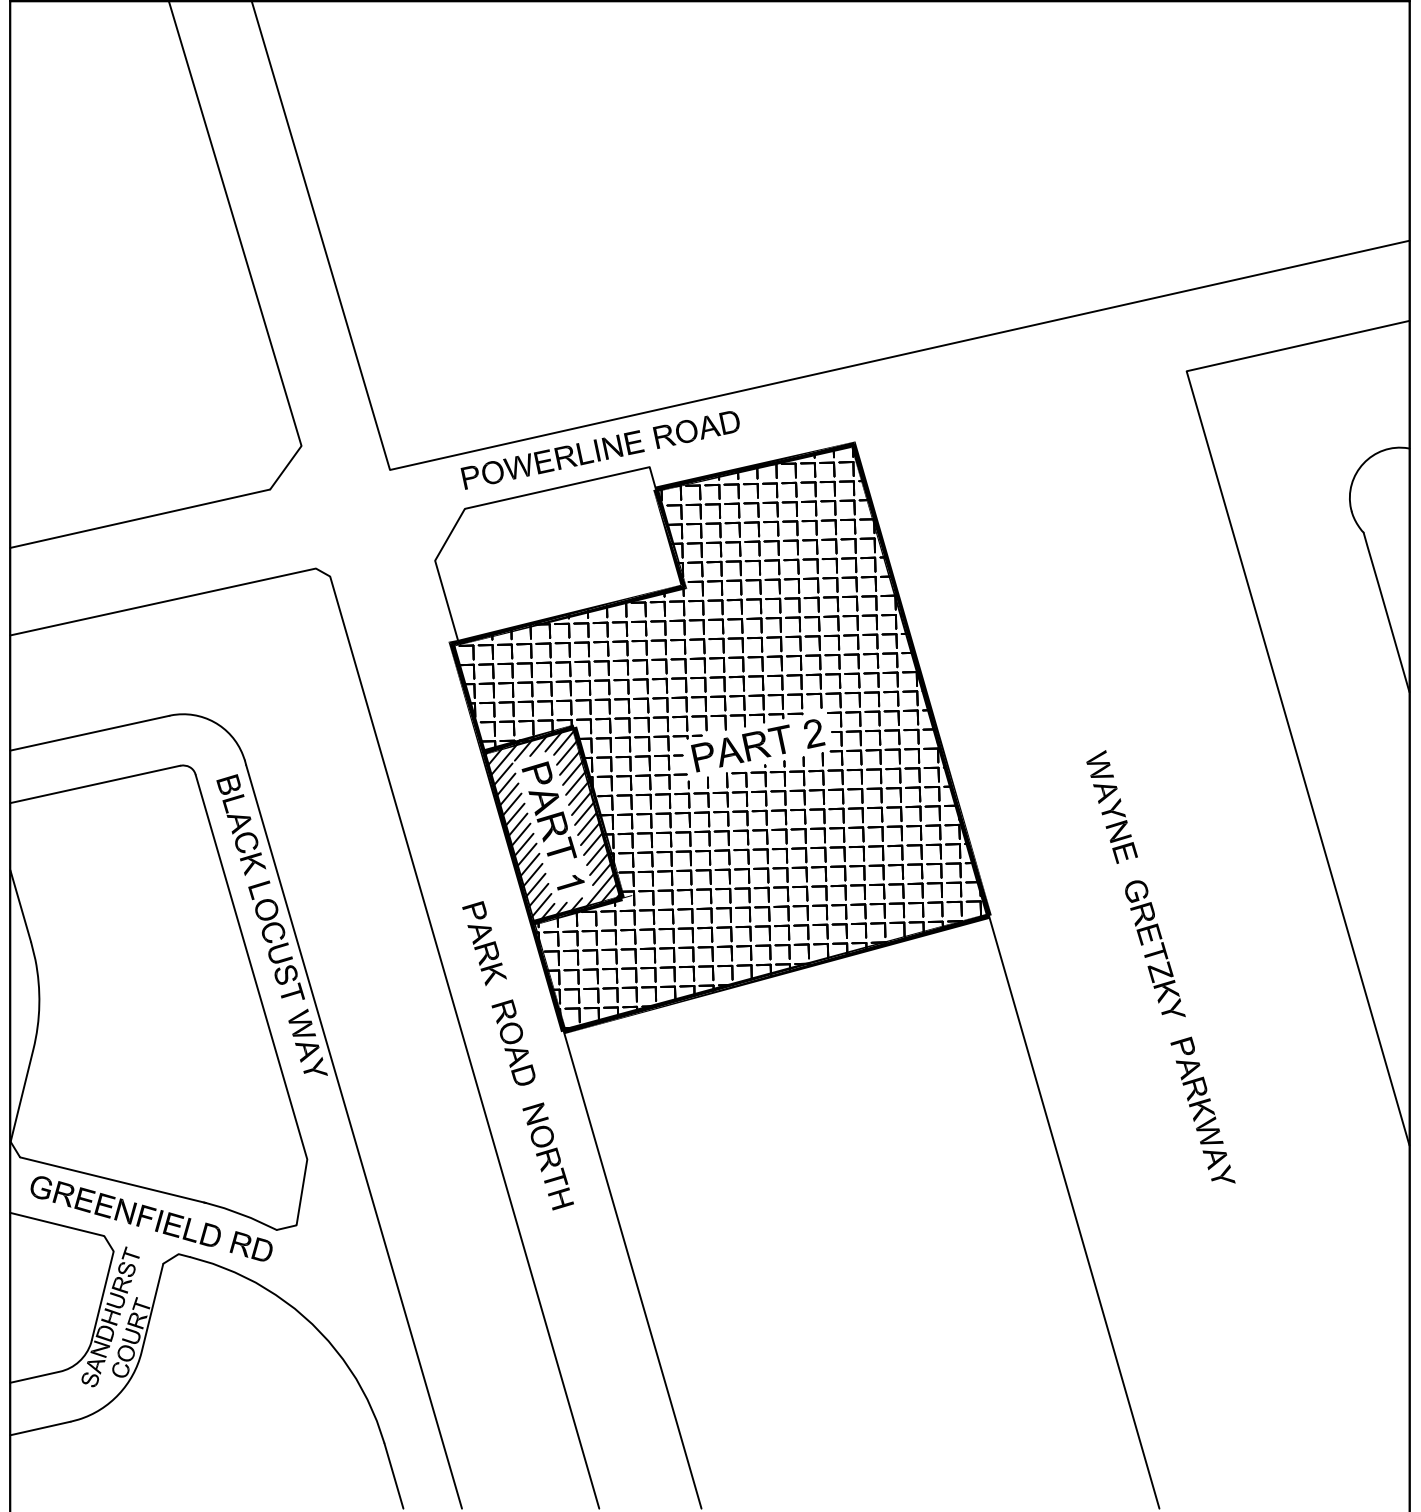 POWERLINE ROAD
PART 2
PART 1
WAYNE GRETZKY PARKWAY
BLACK LOCUST WAY
PARK ROAD NORTH
GREENFIELD RD
SANDHURST
COURT